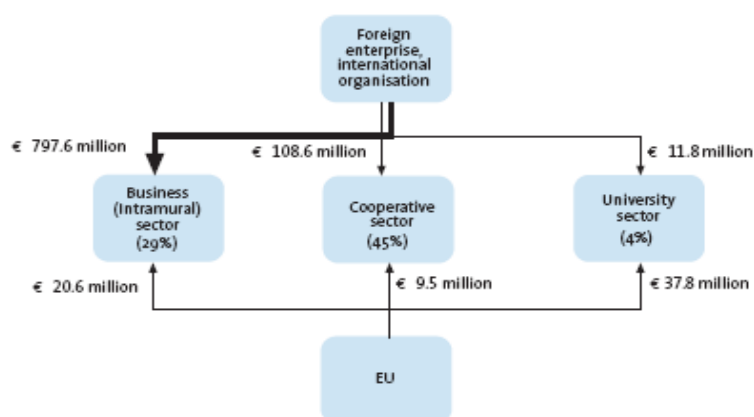 Foreign
enterprise,
international
organisation
€ 797.6 million
€ 108.6 million
€ 11.8 million
Business
(Intramural)
sector
(29%)
Cooperative
sector
(45%)
University
sector
(4%)
€ 20.6 million
€ 9.5 million
€ 37.8 million
EU